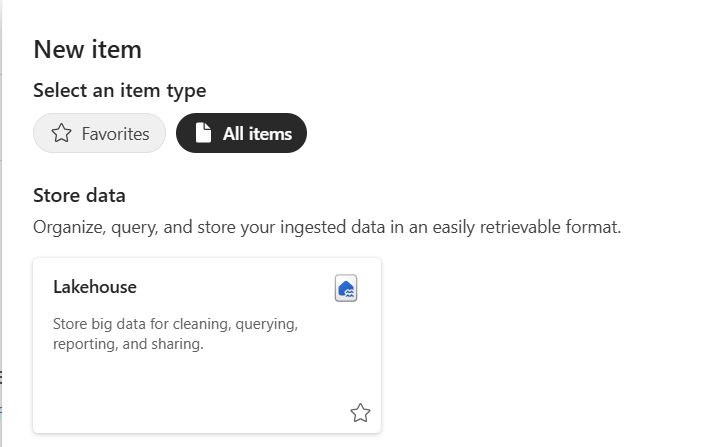 New item
Select an item type
Favorites All items
Store data
Organize, query, and store your ingested data in an easily retrievable format.
Lakehouse
Store big data for cleaning, querying,
reporting, and sharing.